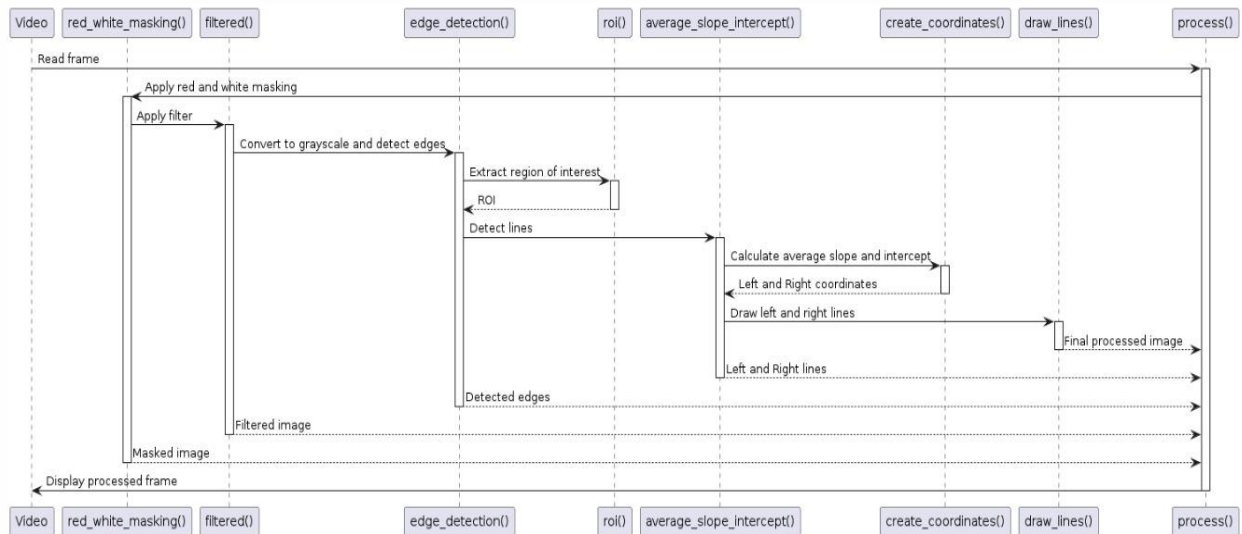 Video red_white_masking() filtered() edge_detection() roi() average_slope_intercept() create_coordinates() draw_lines() process()
Read frame
Apply red and white masking
Apply filter
Convert to grayscale and detect edges
Extract region of interest
ROI
Detect lines
Calculate average slope and intercept
Left and Right coordinates
Draw left and right lines
Final processed image
Left and Right lines
Detected edges
Filtered image
Masked image
Display processed frame
Video red_white_masking() filtered() edge_detection() roi() average_slope_intercept() create_coordinates() draw_lines() process()